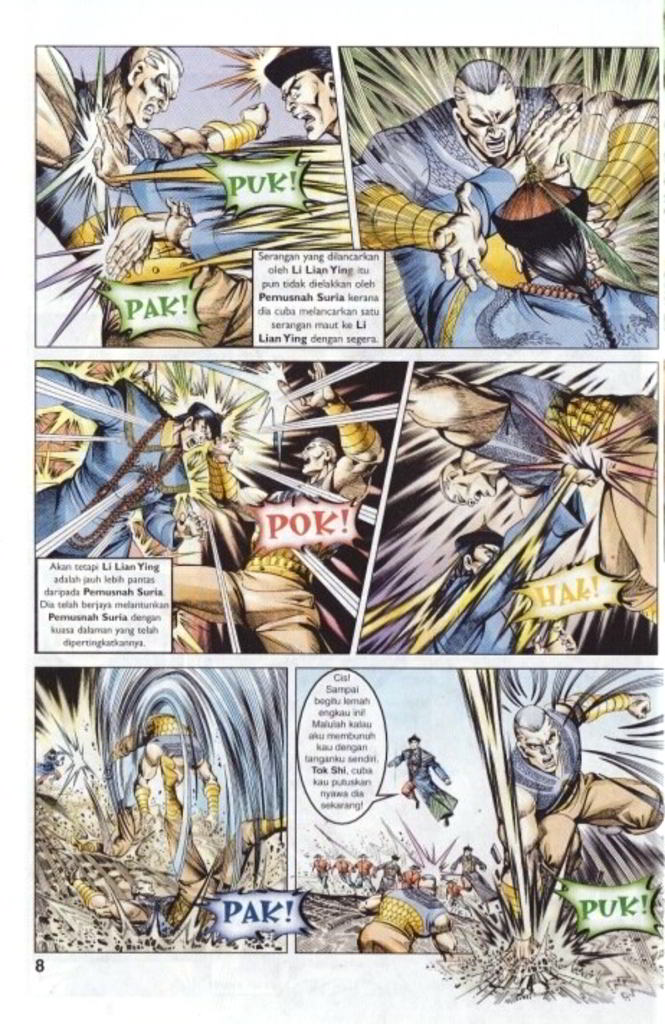 PUK!
PAK!
Serangan yang dilancarkan
oleh Li Lian Ying itu
pun tidak dielakkan oleh
Pemusnah Suria kerana
dia cuba melancarkan satu
serangan maut ke Li
Lian Ying dengan segera.
POK!
Akan tetapi Li Lian Ying
adalah jauh lebih pantas
daripada Pemusnah Suria.
Dia telah berjaya melantunkan
Pemusnah Suria dengan
kuasa dalaman yang telah
dipertingkatkannya.
HAK!
PAK!
Cis!
Sampai
begitu lemah
engkau ini!
Malulah kalau
aku membunuh
kau dengan
tanganku sendiri.
Tok Shi, cuba
kau putuskan
nyawa dia
sekarang!
PUK!
8